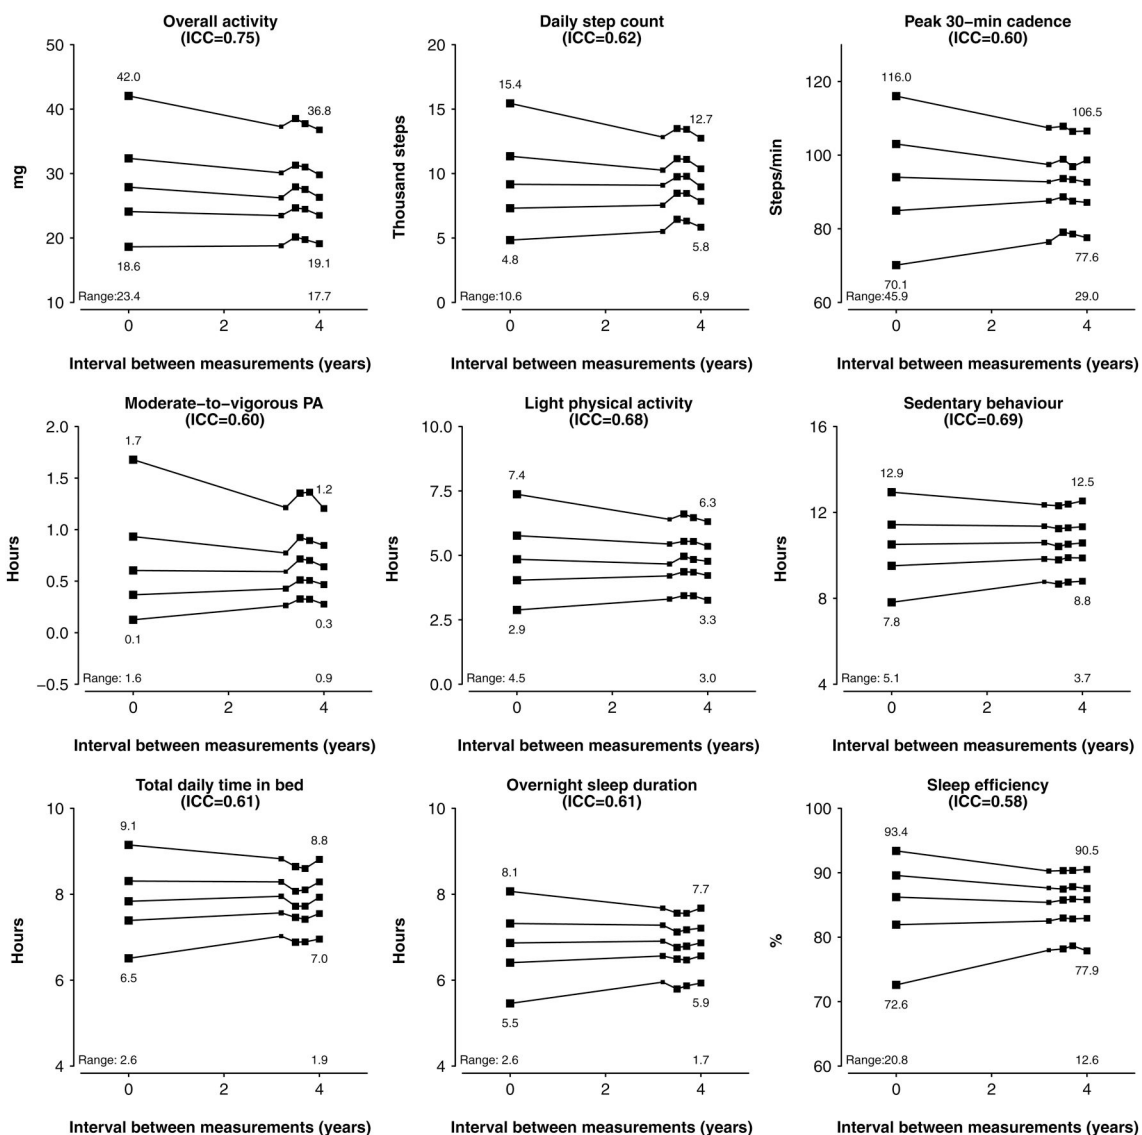 Overall activity
(ICC=0.75)
mg
50
40
30
20
10
42.0
36.8
18.6
19.1
Range:23.4
17.7
0
2
4
Interval between measurements (years)
Daily step count
(ICC=0.62)
Thousand steps
20
15
10
5
0
15.4
12.7
4.8
5.8
Range:10.6
6.9
0
2
4
Interval between measurements (years)
Peak 30−min cadence
(ICC=0.60)
Steps/min
120
100
80
60
116.0
106.5
70.1
77.6
Range:45.9
29.0
0
2
4
Interval between measurements (years)
Moderate−to−vigorous PA
(ICC=0.60)
Hours
2.0
1.5
1.0
0.5
0.0
−0.5
1.7
1.2
0.1
0.3
Range: 1.6
0.9
0
2
4
Interval between measurements (years)
Light physical activity
(ICC=0.68)
Hours
10.0
7.5
5.0
2.5
0.0
7.4
6.3
2.9
3.3
Range: 4.5
3.0
0
2
4
Interval between measurements (years)
Sedentary behaviour
(ICC=0.69)
Hours
16
12
8
4
12.9
12.5
7.8
8.8
Range: 5.1
3.7
0
2
4
Interval between measurements (years)
Total daily time in bed
(ICC=0.61)
Hours
10
8
6
4
9.1
8.8
6.5
7.0
Range: 2.6
1.9
0
2
4
Interval between measurements (years)
Overnight sleep duration
(ICC=0.61)
Hours
10
8
6
4
8.1
7.7
5.5
5.9
Range: 2.6
1.7
0
2
4
Interval between measurements (years)
Sleep efficiency
(ICC=0.58)
%
100
90
80
70
60
93.4
90.5
72.6
77.9
Range:20.8
12.6
0
2
4
Interval between measurements (years)